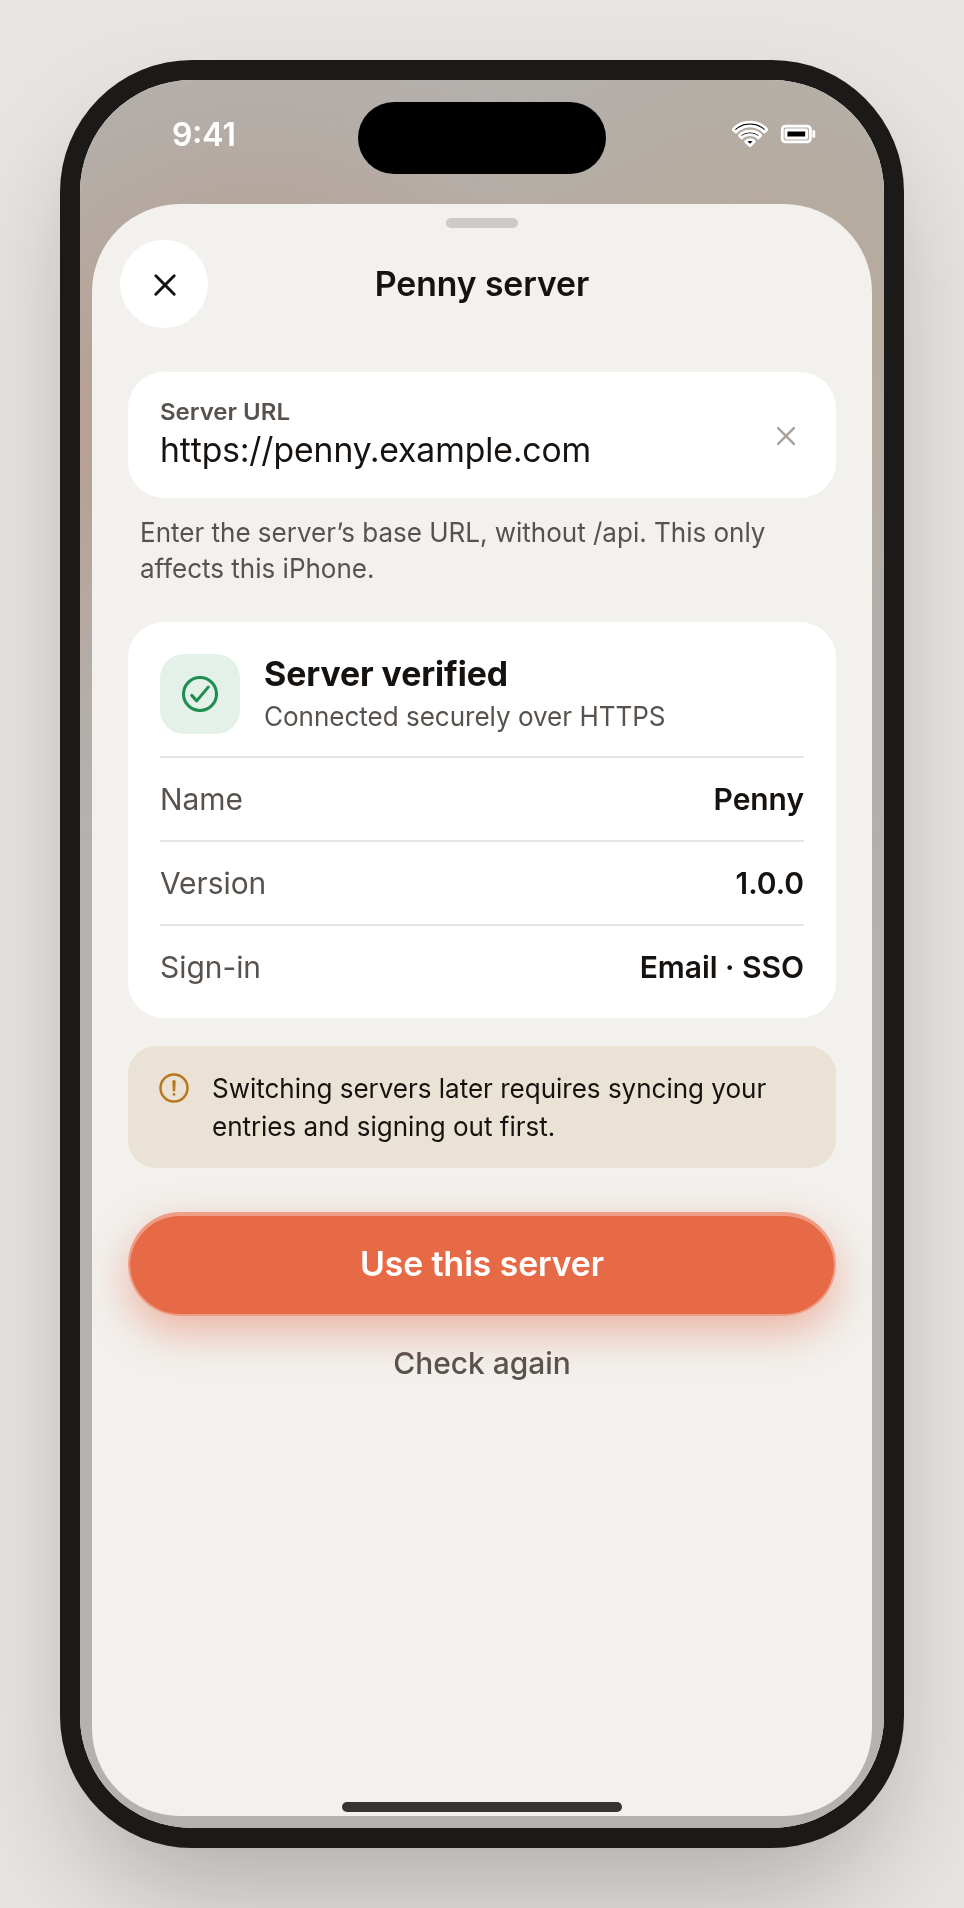 9:41
Penny server
Server URL
https://penny.example.com
Enter the server’s base URL, without /api. This only
affects this iPhone.
Server verified
Connected securely over HTTPS
Name
Penny
Version
1.0.0
Sign-in
Email · SSO
Switching servers later requires syncing your
entries and signing out first.
Use this server
Check again